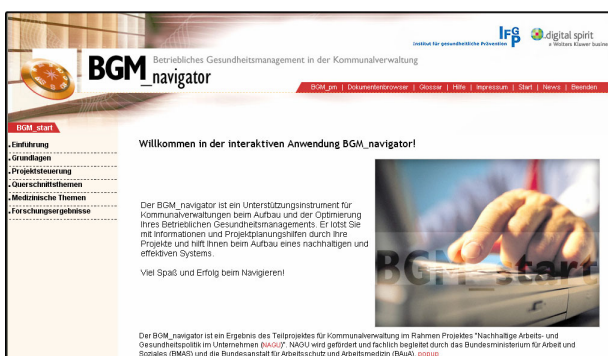 IFG P
institut für gesundheitliche Prävention
digital spirit
a Wolters Kluwer business
BGM_navigator
Betriebliches Gesundheitsmanagement in der Kommunalverwaltung
BGM_pm | Dokumentenbrowser | Glossar | Hilfe | Impressum | Start | News | Beenden
BGM_start
Einführung
Grundlagen
Projektsteuerung
Querschnittsthemen
Medizinische Themen
Forschungsergebnisse
Willkommen in der interaktiven Anwendung BGM_navigator!
Der BGM_navigator ist ein Unterstützungsinstrument für
Kommunalverwaltungen beim Aufbau und der Optimierung
Ihres Betrieblichen Gesundheitsmanagements. Er lotst Sie
mit Informationen und Projektplanungshilfen durch Ihre
Projekte und hilft ihnen beim Aufbau eines nachhaltigen und
effektiven Systems.
Viel Spaß und Erfolg beim Navigieren!
BGM_start
Der BGM_navigator ist ein Ergebnis des Teilprojektes für Kommunalverwaltung im Rahmen Projektes "Nachhaltige Arbeits- und
Gesundheitspolitik im Unternehmen (NAGU)". NAGU wird gefördert und fachlich begleitet durch das Bundesministerium für Arbeit und
Soziales (BMAS) und die Bundesanstalt für Arbeitsschutz und Arbeitsmedizin (BAuA). popup